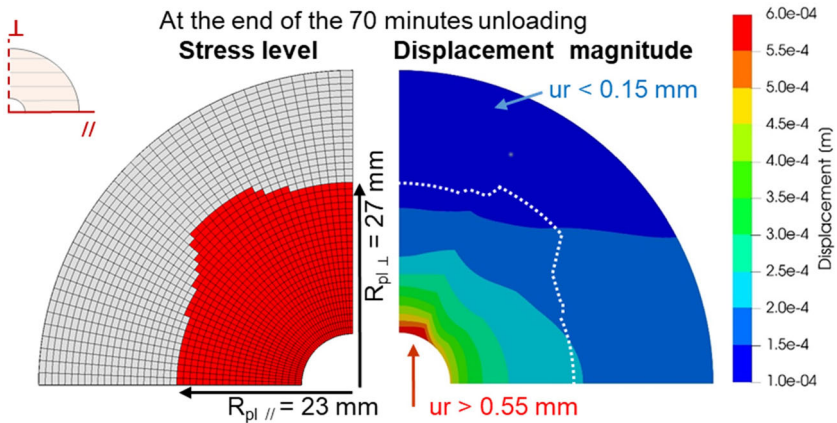 At the end of the 70 minutes unloading
Stress level
Displacement magnitude
⊥
//
ur < 0.15 mm
R_pl ⊥ = 27 mm
R_pl // = 23 mm
ur > 0.55 mm
6.0e-04
5.5e-4
5.0e-4
4.5e-4
4.0e-4
3.5e-4
3.0e-4
2.5e-4
2.0e-4
1.5e-4
1.0e-04
Displacement (m)